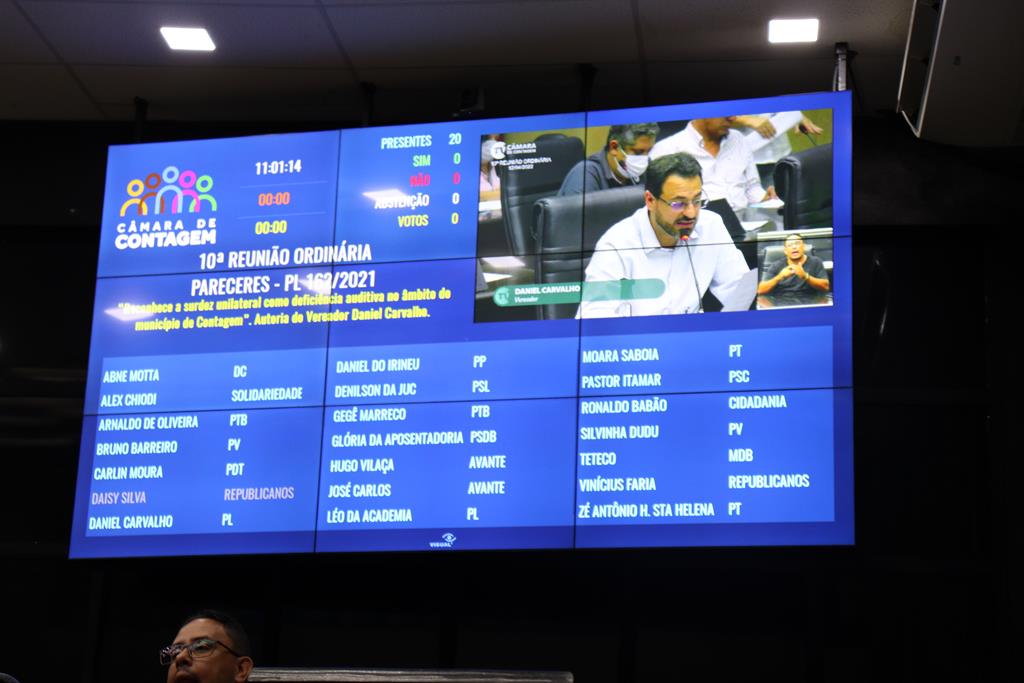 CÂMARA DE
CONTAGEM
11:01:14
00:00
00:00
PRESENTES 20
SIM 0
NÃO 0
ABSTENÇÃO 0
VOTOS 0
10ª REUNIÃO ORDINÁRIA
PARECERES - PL 162/2021
"Reconhece a surdez unilateral como deficiência auditiva no âmbito do
município de Contagem". Autoria do Vereador Daniel Carvalho.
CÂMARA
DE CONTAGEM
10ª REUNIÃO ORDINÁRIA
DANIEL CARVALHO
Vereador
ABNE MOTTA DC
ALEX CHIODI SOLIDARIEDADE
ARNALDO DE OLIVEIRA PTB
BRUNO BARREIRO PV
CARLIN MOURA PDT
DAISY SILVA REPUBLICANOS
DANIEL CARVALHO PL
DANIEL DO IRINEU PP
DENILSON DA JUC PSL
GEGÊ MARRECO PTB
GLÓRIA DA APOSENTADORIA PSDB
HUGO VILAÇA AVANTE
JOSÉ CARLOS AVANTE
LÉO DA ACADEMIA PL
MOARA SABOIA PT
PASTOR ITAMAR PSC
RONALDO BABÃO CIDADANIA
SILVINHA DUDU PV
TETECO MDB
VINÍCIUS FARIA REPUBLICANOS
ZÉ ANTÔNIO H. STA HELENA PT
VISUAL